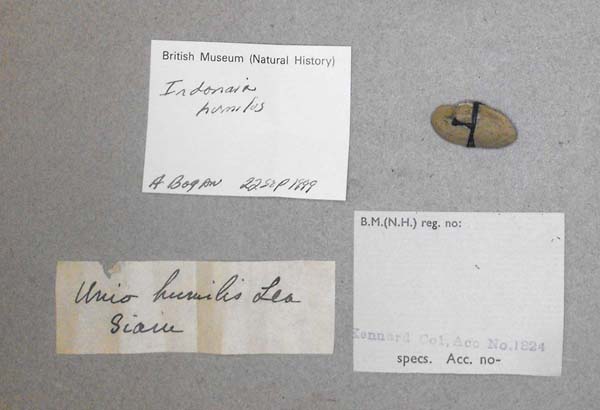 British Museum (Natural History)
Indonaia
humilis
A Bogan 22 Sep 1999
B.M.(N.H.) reg. no:
Kennard Col, Acc No. 1824
specs. Acc. no-
Unio humilis Lea
Siam